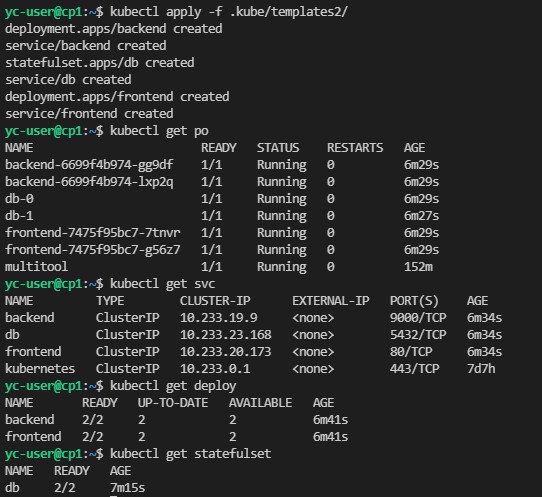 yc-user@cp1:~$ kubectl apply -f .kube/templates2/
deployment.apps/backend created
service/backend created
statefulset.apps/db created
service/db created
deployment.apps/frontend created
service/frontend created
yc-user@cp1:~$ kubectl get po
NAME                        READY   STATUS    RESTARTS   AGE
backend-6699f4b974-gg9df    1/1     Running   0          6m29s
backend-6699f4b974-lxp2q    1/1     Running   0          6m29s
db-0                        1/1     Running   0          6m29s
db-1                        1/1     Running   0          6m27s
frontend-7475f95bc7-7tnvr   1/1     Running   0          6m29s
frontend-7475f95bc7-g56z7   1/1     Running   0          6m29s
multitool                   1/1     Running   0          152m
yc-user@cp1:~$ kubectl get svc
NAME         TYPE        CLUSTER-IP      EXTERNAL-IP   PORT(S)    AGE
backend      ClusterIP   10.233.19.9     <none>        9000/TCP   6m34s
db           ClusterIP   10.233.23.168   <none>        5432/TCP   6m34s
frontend     ClusterIP   10.233.20.173   <none>        80/TCP     6m34s
kubernetes   ClusterIP   10.233.0.1      <none>        443/TCP    7d7h
yc-user@cp1:~$ kubectl get deploy
NAME       READY   UP-TO-DATE   AVAILABLE   AGE
backend    2/2     2            2           6m41s
frontend   2/2     2            2           6m41s
yc-user@cp1:~$ kubectl get statefulset
NAME   READY   AGE
db     2/2     7m15s